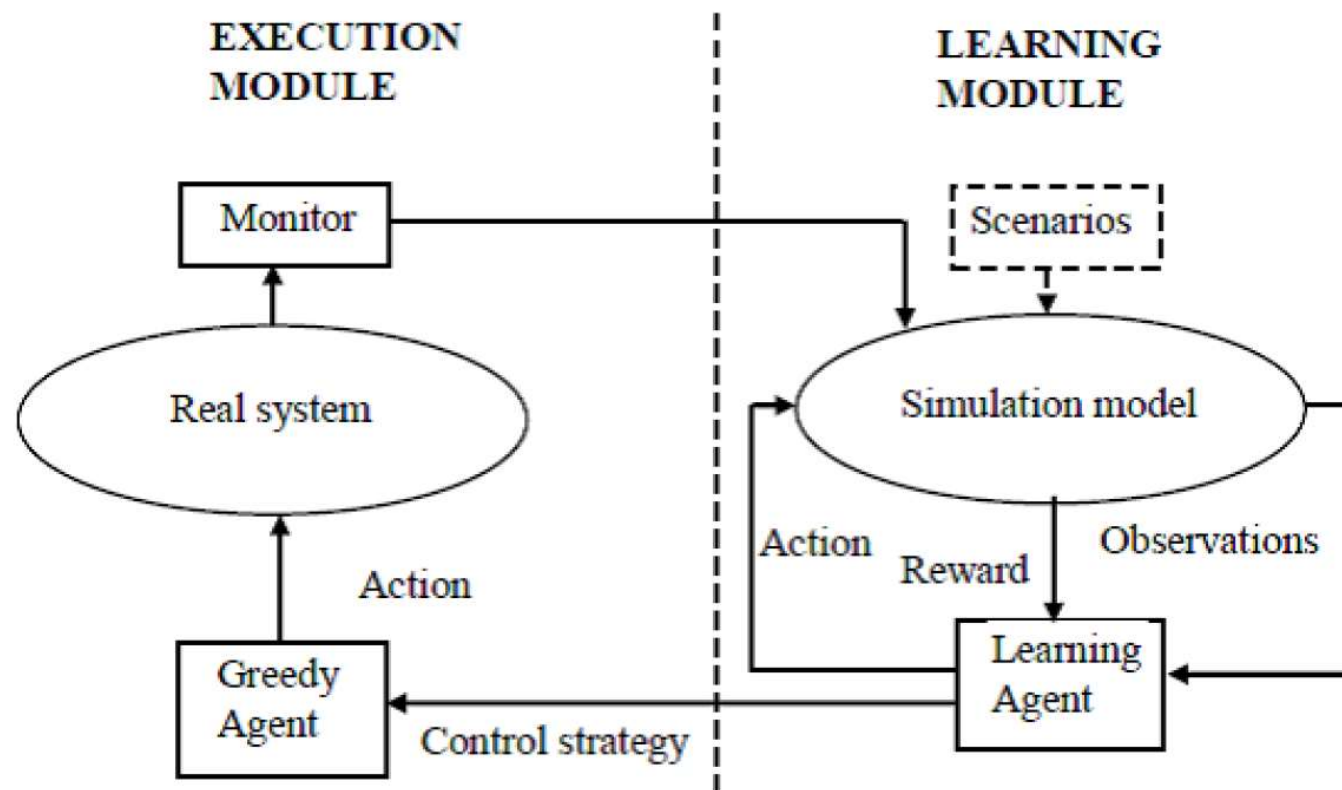 EXECUTION
MODULE
LEARNING
MODULE
Monitor
Scenarios
Real system
Simulation model
Action
Reward
Observations
Action
Greedy
Agent
Learning
Agent
Control strategy